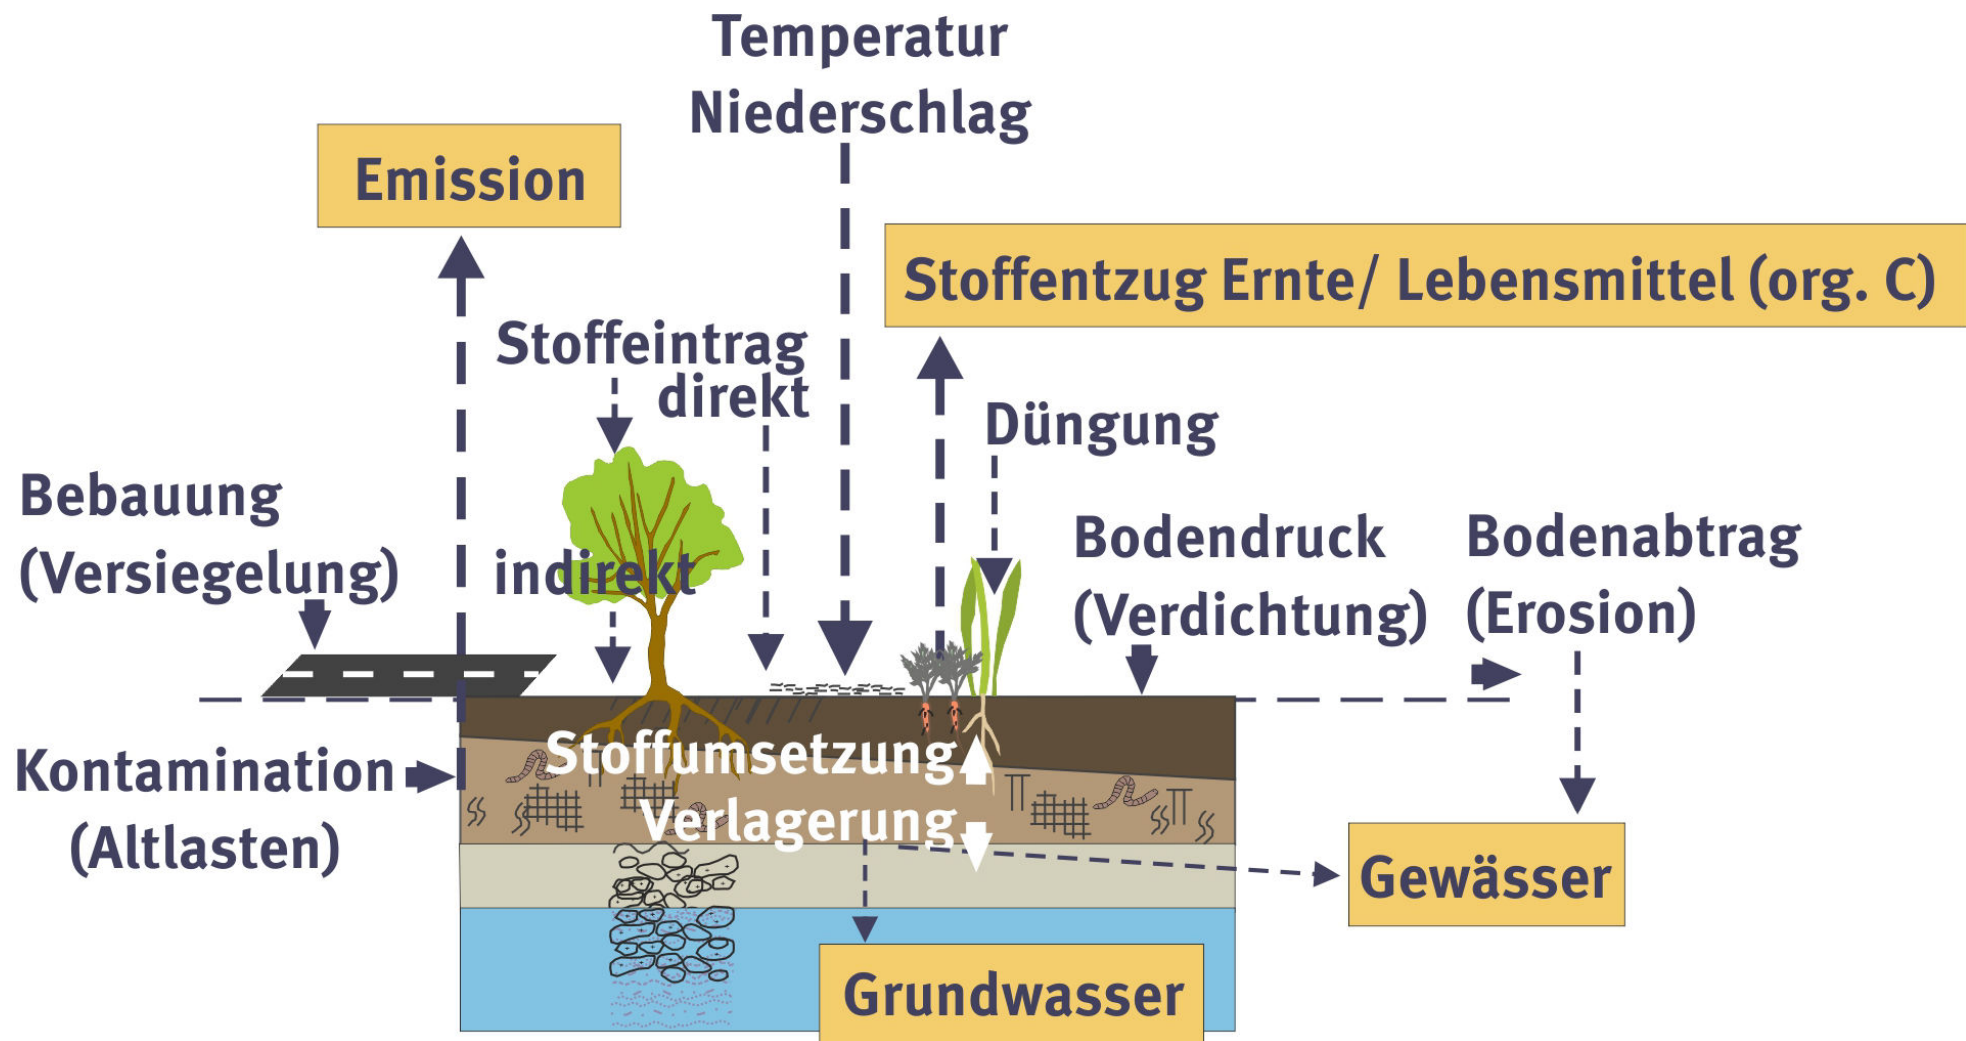 Temperatur
Niederschlag
Emission
Stoffentzug Ernte/ Lebensmittel (org. C)
Stoffeintrag
direkt
Düngung
Bebauung
(Versiegelung)
indirekt
Bodendruck
(Verdichtung)
Bodenabtrag
(Erosion)
Kontamination
(Altlasten)
Stoffumsetzung
Verlagerung
Gewässer
Grundwasser